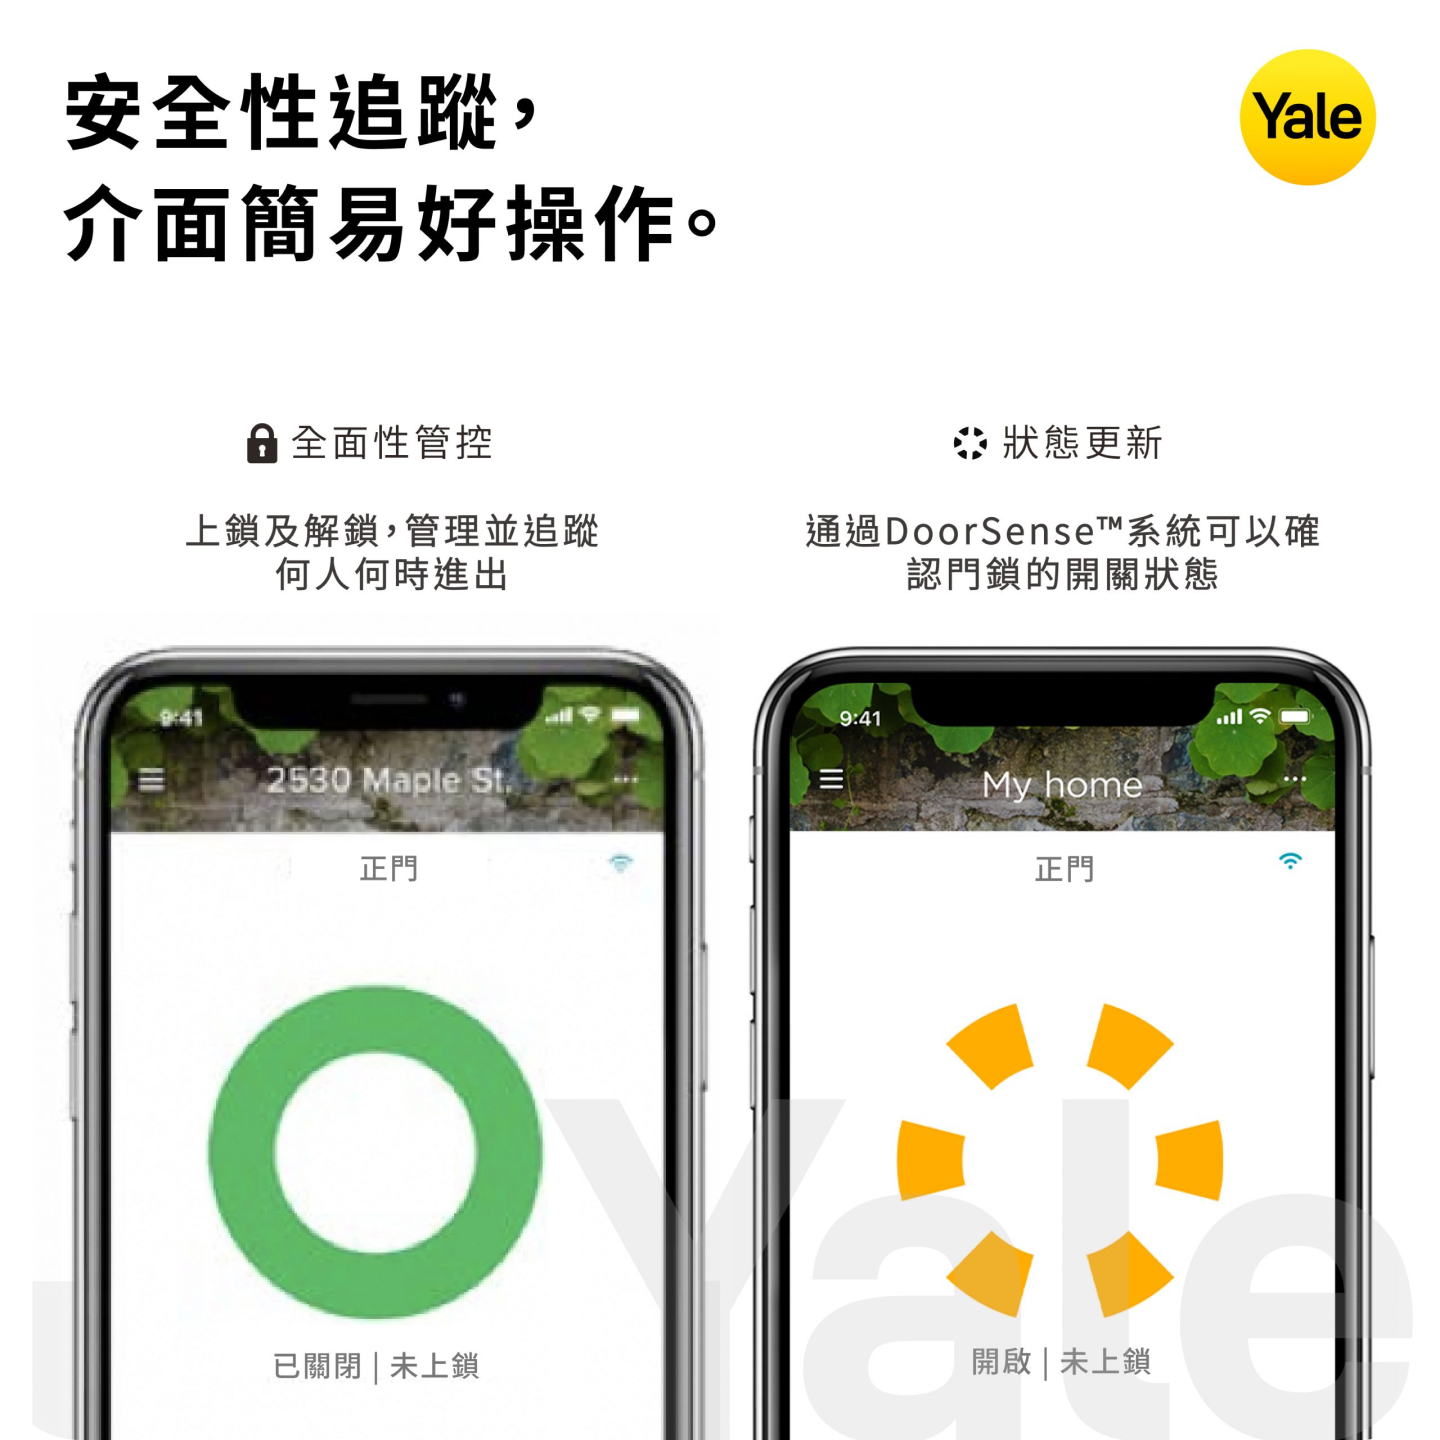 安全性追蹤，
介面簡易好操作。
Yale
全面性管控
上鎖及解鎖，管理並追蹤
何人何時進出
狀態更新
通過DoorSense™系統可以確
認門鎖的開關狀態
9:41
2530 Maple St.
正門
已關閉 | 未上鎖
9:41
My home
正門
開啟 | 未上鎖
Yale